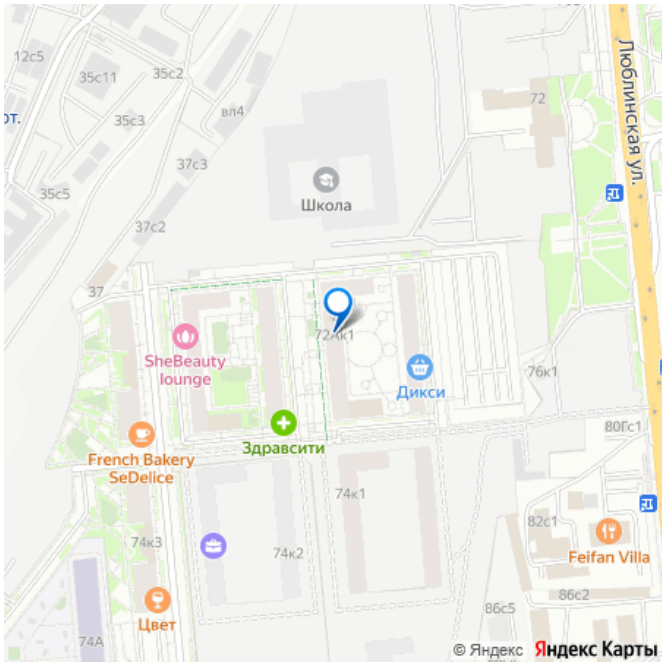 12с5
35с11
35с2
35с3
вл4
от.
37с3
35с5
37с2
37
Школа
72
Люблинская ул.
72Ак1
SheBeauty
lounge
Дикси
76к1
80Гс1
Здравсити
French Bakery
SeDelice
74к1
74к3
74к2
82с1
Feifan Villa
86с2
86с5
Цвет
74А
© Яндекс Яндекс Карты